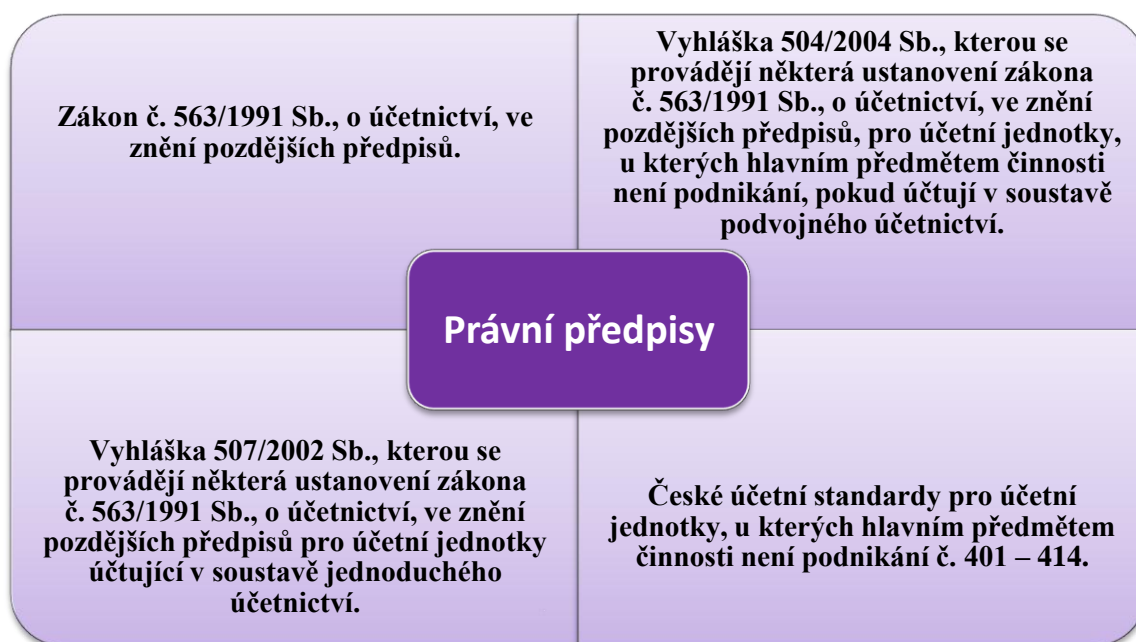 Zákon č. 563/1991 Sb., o účetnictví, ve
znění pozdějších předpisů.
Vyhláška 504/2004 Sb., kterou se
provádějí některá ustanovení zákona
č. 563/1991 Sb., o účetnictví, ve znění
pozdějších předpisů, pro účetní jednotky,
u kterých hlavním předmětem činnosti
není podnikání, pokud účtují v soustavě
podvojného účetnictví.
Právní předpisy
Vyhláška 507/2002 Sb., kterou se
provádějí některá ustanovení zákona
č. 563/1991 Sb., o účetnictví, ve znění
pozdějších předpisů pro účetní jednotky
účtující v soustavě jednoduchého
účetnictví.
České účetní standardy pro účetní
jednotky, u kterých hlavním předmětem
činnosti není podnikání č. 401 – 414.